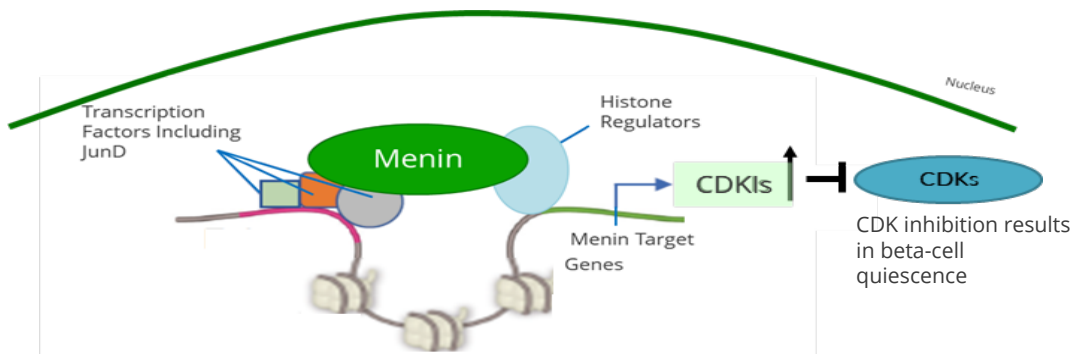 Nucleus
Transcription
Factors Including
JunD
Menin
Histone
Regulators
CDKIs
CDKs
Menin Target
Genes
CDK inhibition results
in beta-cell
quiescence